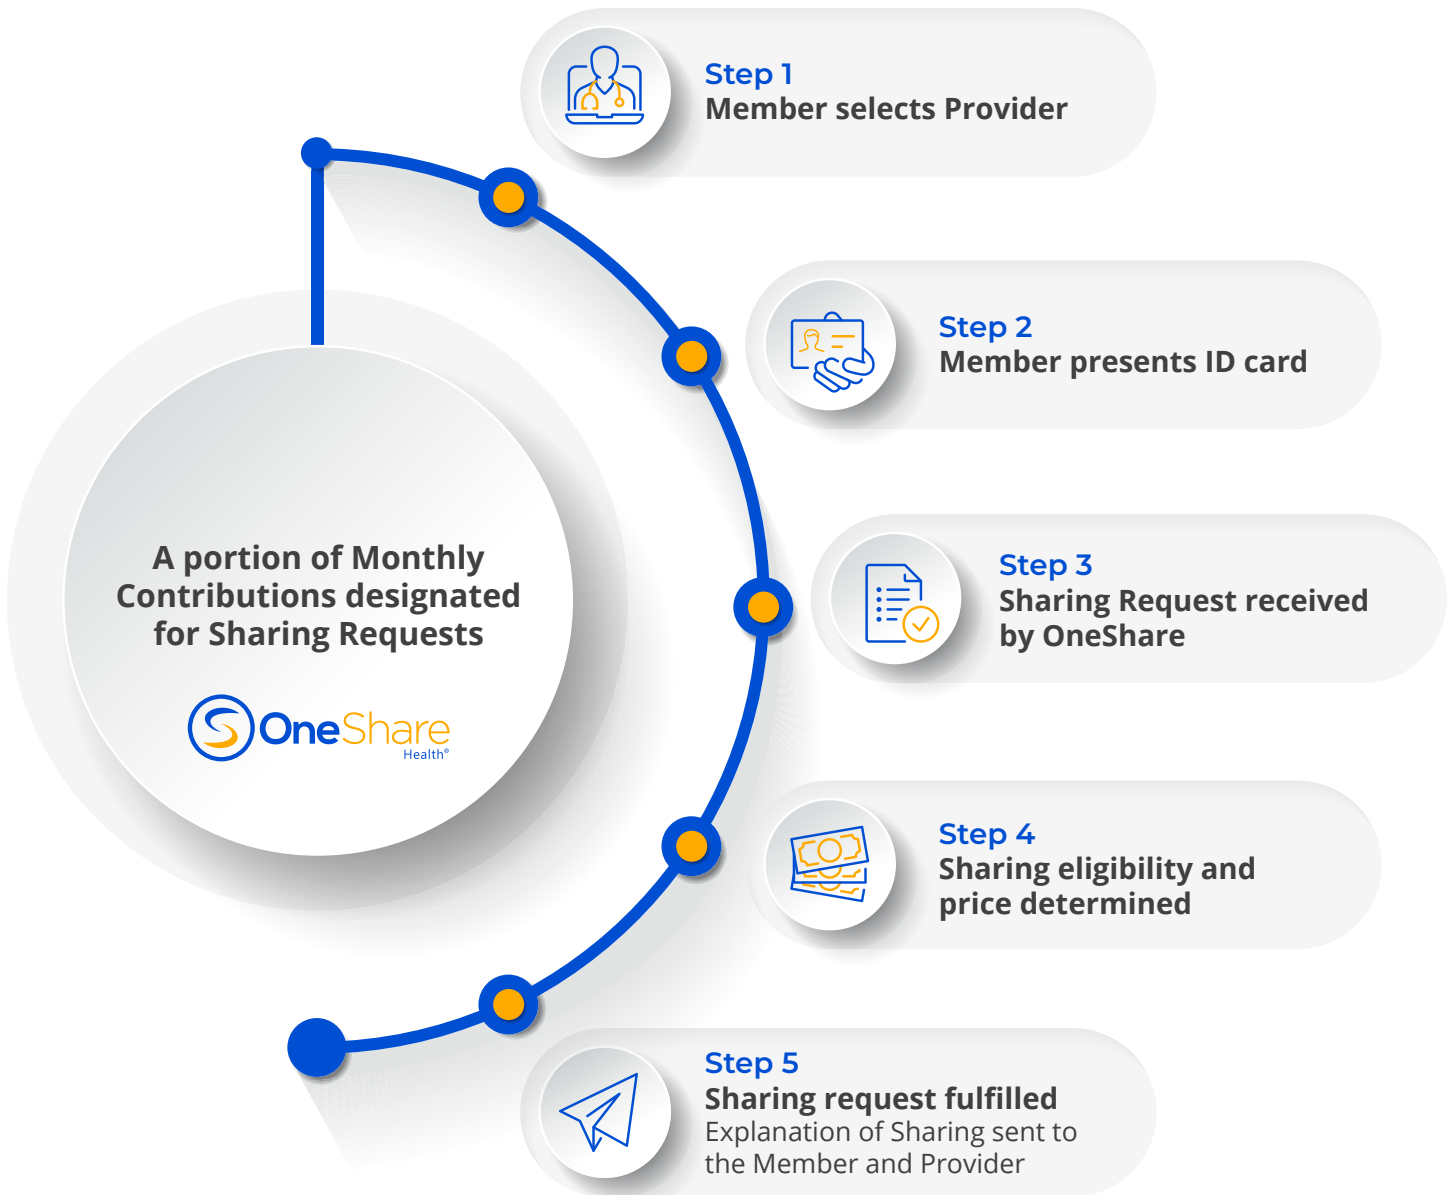 Step 1
Member selects Provider
Step 2
Member presents ID card
A portion of Monthly
Contributions designated
for Sharing Requests
OneShare
Health®
Step 3
Sharing Request received
by OneShare
Step 4
Sharing eligibility and
price determined
Step 5
Sharing request fulfilled
Explanation of Sharing sent to
the Member and Provider